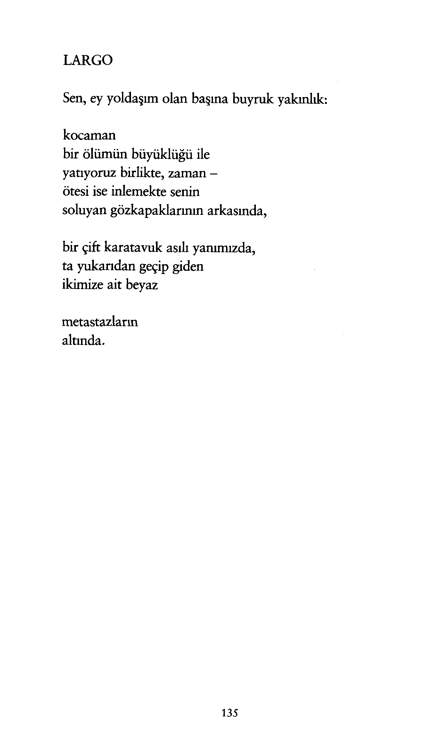 LARGO
Sen, ey yoldaşım olan başına buyruk yakınlık:
kocaman
bir ölümün büyüklüğü ile
yatıyoruz birlikte, zaman –
ötesi ise inlemekte senin
soluyan gözkapaklarının arkasında,
bir çift karatavuk asılı yanımızda,
ta yukarıdan geçip giden
ikimize ait beyaz
metastazların
altında.
135